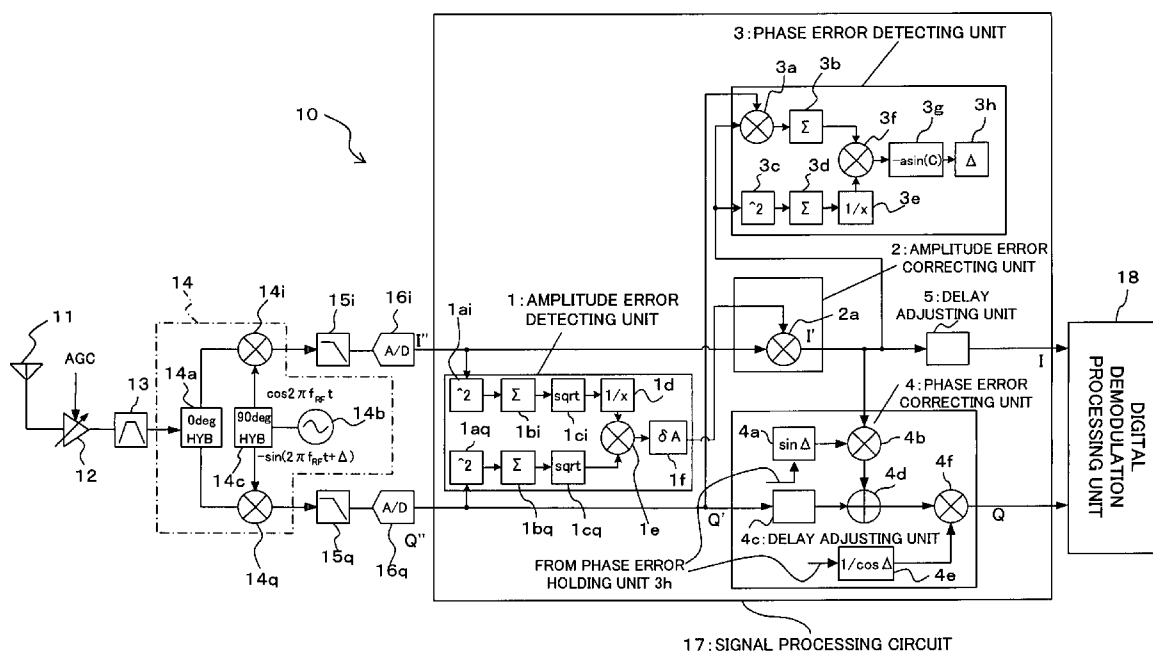 3 : PHASE ERROR DETECTING UNIT
3a
3b
3f
3g
3h
Σ
-asin(C)
Δ
3c
3d
^2
Σ
1/x
3e
10
2 : AMPLITUDE ERROR
CORRECTING UNIT
14
14i
15i
16i
1 : AMPLITUDE ERROR
DETECTING UNIT
5 : DELAY
ADJUSTING UNIT
18
11
AGC
13
14a
A/D
I''
1ai
2a
I'
I
cos2πfRFt
0deg
HYB
90deg
HYB
14b
12
14c
-sin(2πfRFt+Δ)
^2
Σ
sqrt
1/x
1d
1aq
1bi
1ci
δA
^2
Σ
sqrt
1f
4 : PHASE ERROR
CORRECTING UNIT
4a
sinΔ
4b
4d
4f
A/D
Q''
1bq
1cq
1e
Q'
Q
14q
15q
16q
4c : DELAY ADJUSTING UNIT
FROM PHASE ERROR
HOLDING UNIT 3h
1/cosΔ
4e
DIGITAL
DEMODULATION
PROCESSING UNIT
17 : SIGNAL PROCESSING CIRCUIT